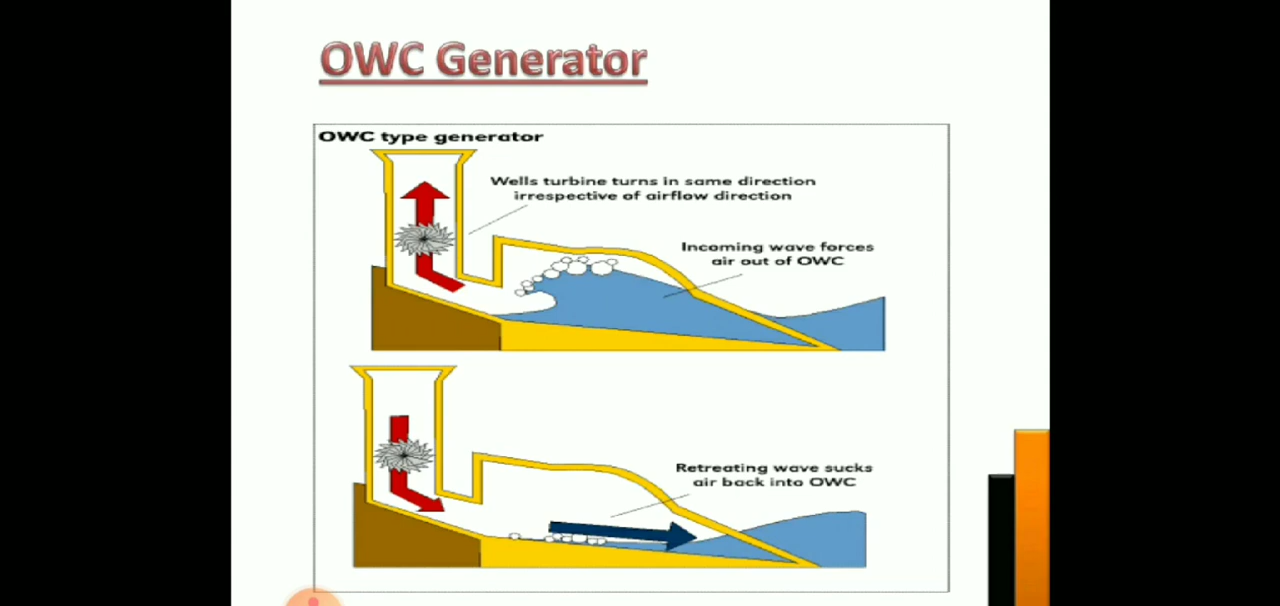 OWC Generator
OWC type generator
Wells turbine turns in same direction
irrespective of airflow direction
Incoming wave forces
air out of OWC
Retreating wave sucks
air back into OWC